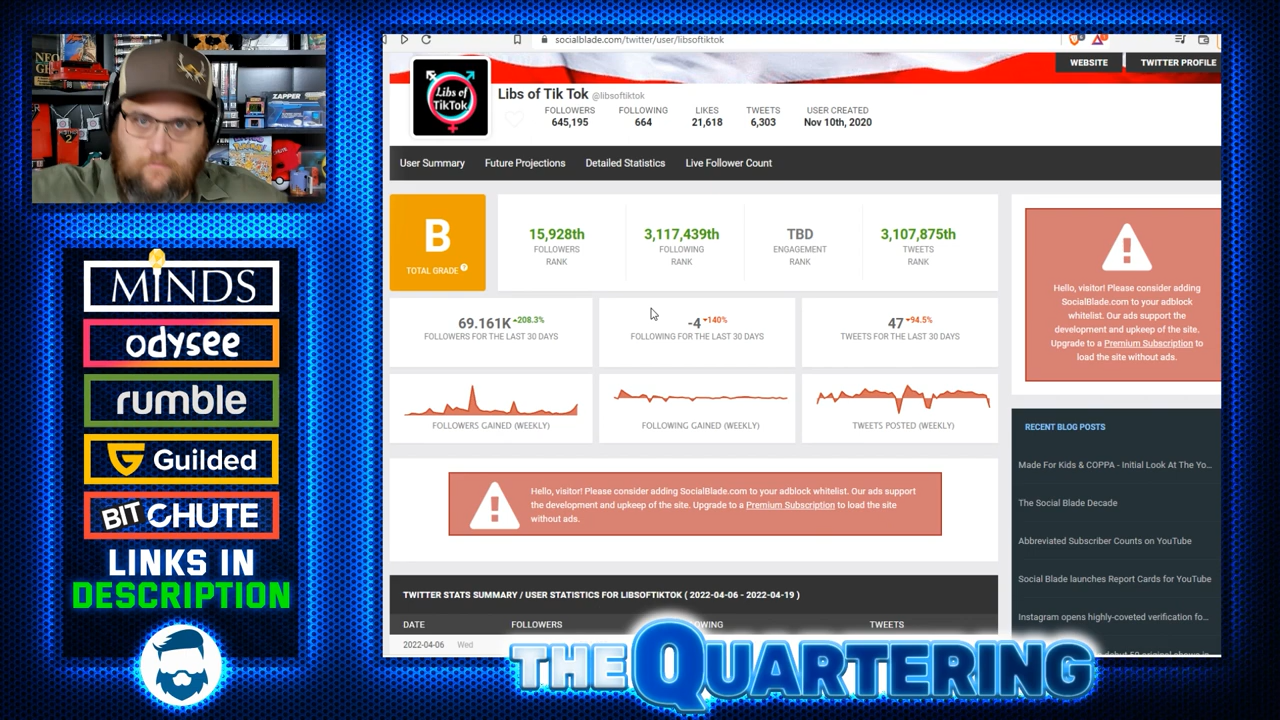 socialblade.com/twitter/user/libsoftiktok
WEBSITE
TWITTER PROFILE
Libs of
TikTok
Libs of Tik Tok @libsoftiktok
FOLLOWERS FOLLOWING LIKES TWEETS USER CREATED
645,195 664 21,618 6,303 Nov 10th, 2020
User Summary Future Projections Detailed Statistics Live Follower Count
B
TOTAL GRADE
15,928th
FOLLOWERS
RANK
3,117,439th
FOLLOWING
RANK
TBD
ENGAGEMENT
RANK
3,107,875th
TWEETS
RANK
69.161K 208.3%
FOLLOWERS FOR THE LAST 30 DAYS
-4 140%
FOLLOWING FOR THE LAST 30 DAYS
47 94.5%
TWEETS FOR THE LAST 30 DAYS
FOLLOWERS GAINED (WEEKLY)
FOLLOWING GAINED (WEEKLY)
TWEETS POSTED (WEEKLY)
Hello, visitor! Please consider adding SocialBlade.com to your adblock whitelist. Our ads support
the development and upkeep of the site. Upgrade to a Premium Subscription to load the site
without ads.
TWITTER STATS SUMMARY / USER STATISTICS FOR LIBSOFTIKTOK ( 2022-04-06 - 2022-04-19 )
DATE FOLLOWERS TWEETS
2022-04-06 Wed
Hello, visitor! Please consider adding
SocialBlade.com to your adblock
whitelist. Our ads support the
development and upkeep of the site.
Upgrade to a Premium Subscription to
load the site without ads.
RECENT BLOG POSTS
Made For Kids & COPPA - Initial Look At The Yo...
The Social Blade Decade
Abbreviated Subscriber Counts on YouTube
Social Blade launches Report Cards for YouTube
Instagram opens highly-coveted verification fo...
ZAPPER
MINDS
odysee
rumble
Guilded
BITCHUTE
LINKS IN
DESCRIPTION
THE QUARTERING